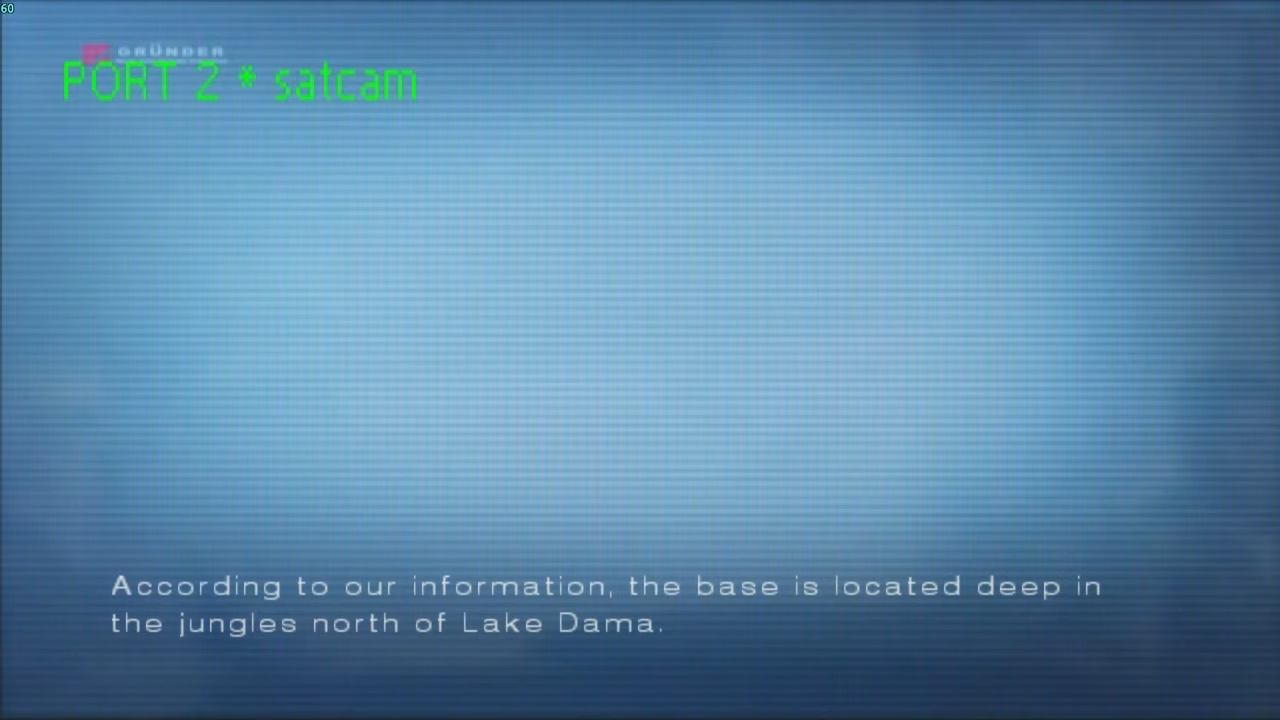 60
GRÜNDER
PORT 2 * satcam
According to our information, the base is located deep in
the jungles north of Lake Dama.